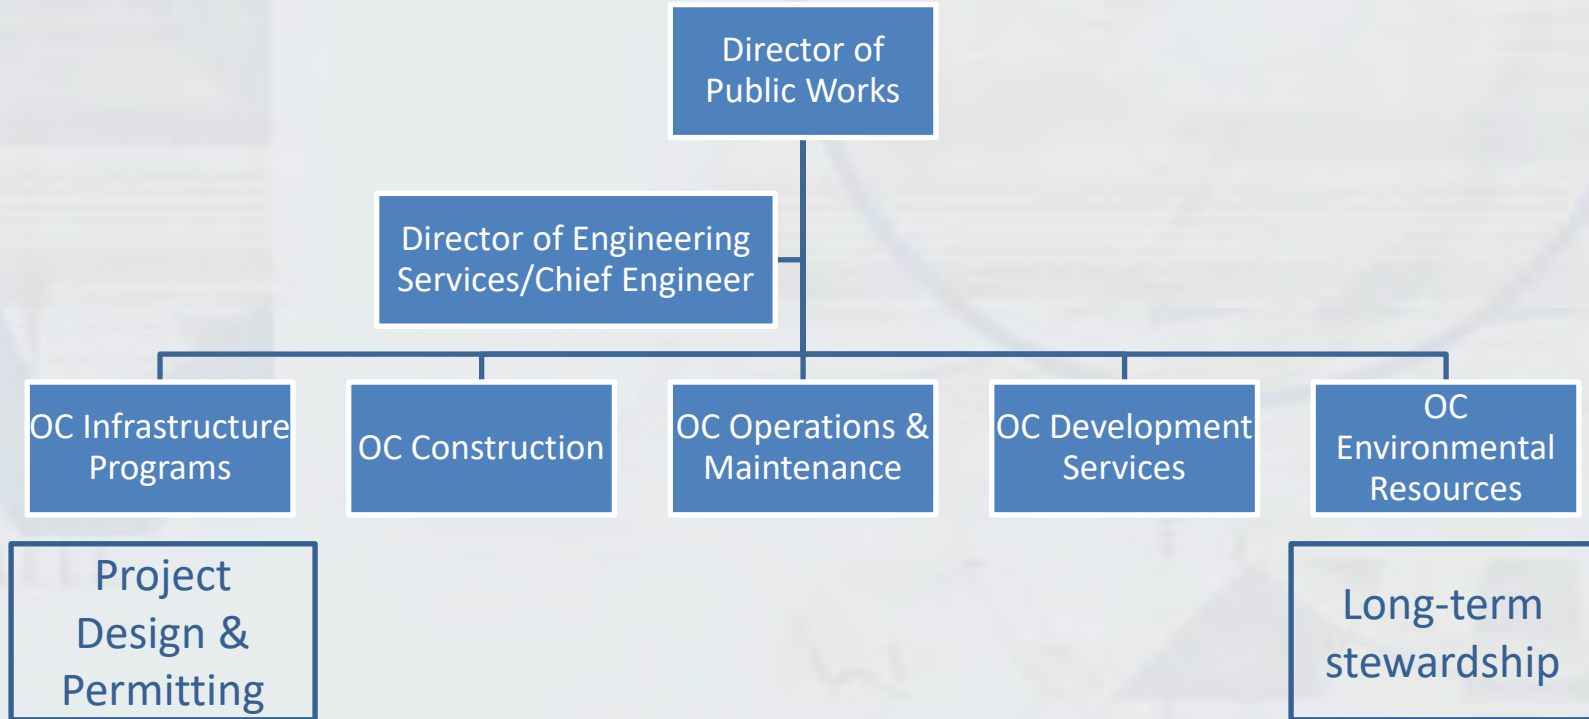 Director of
Public Works
Director of Engineering
Services/Chief Engineer
OC Infrastructure
Programs
OC Construction
OC Operations &
Maintenance
OC Development
Services
OC
Environmental
Resources
Project
Design &
Permitting
Long-term
stewardship